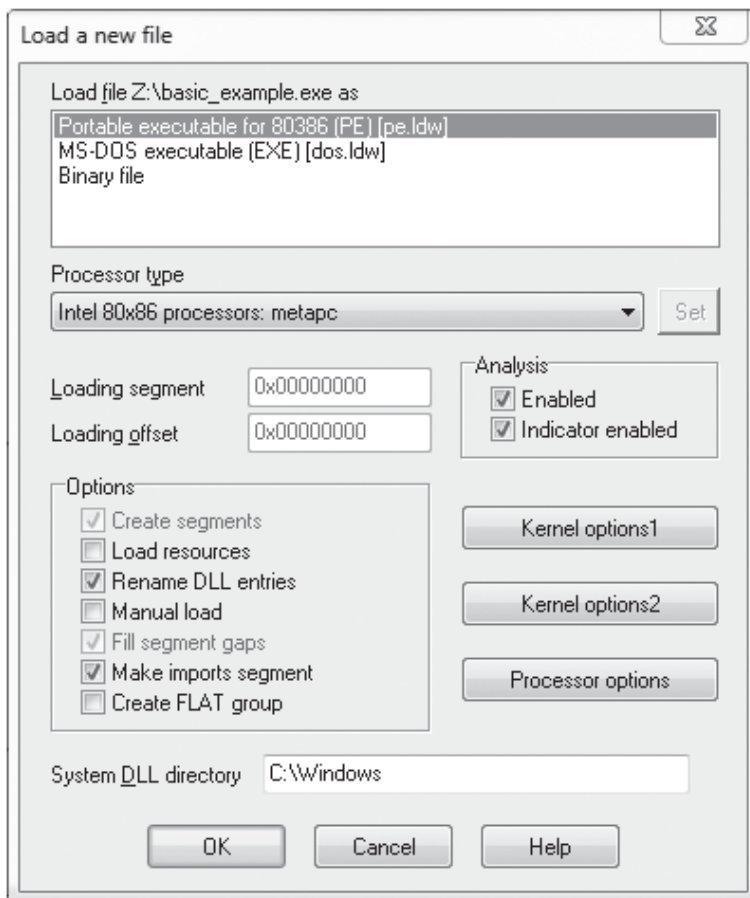 Load a new file
Load file Z:\basic_example.exe as
Portable executable for 80386 (PE) [pe.ldw]
MS-DOS executable (EXE) [dos.ldw]
Binary file
Processor type
Intel 80x86 processors: metapc
Set
Loading segment
0x00000000
Loading offset
0x00000000
Analysis
Enabled
Indicator enabled
Options
Create segments
Load resources
Rename DLL entries
Manual load
Fill segment gaps
Make imports segment
Create FLAT group
Kernel options1
Kernel options2
Processor options
System DLL directory
C:\Windows
OK
Cancel
Help